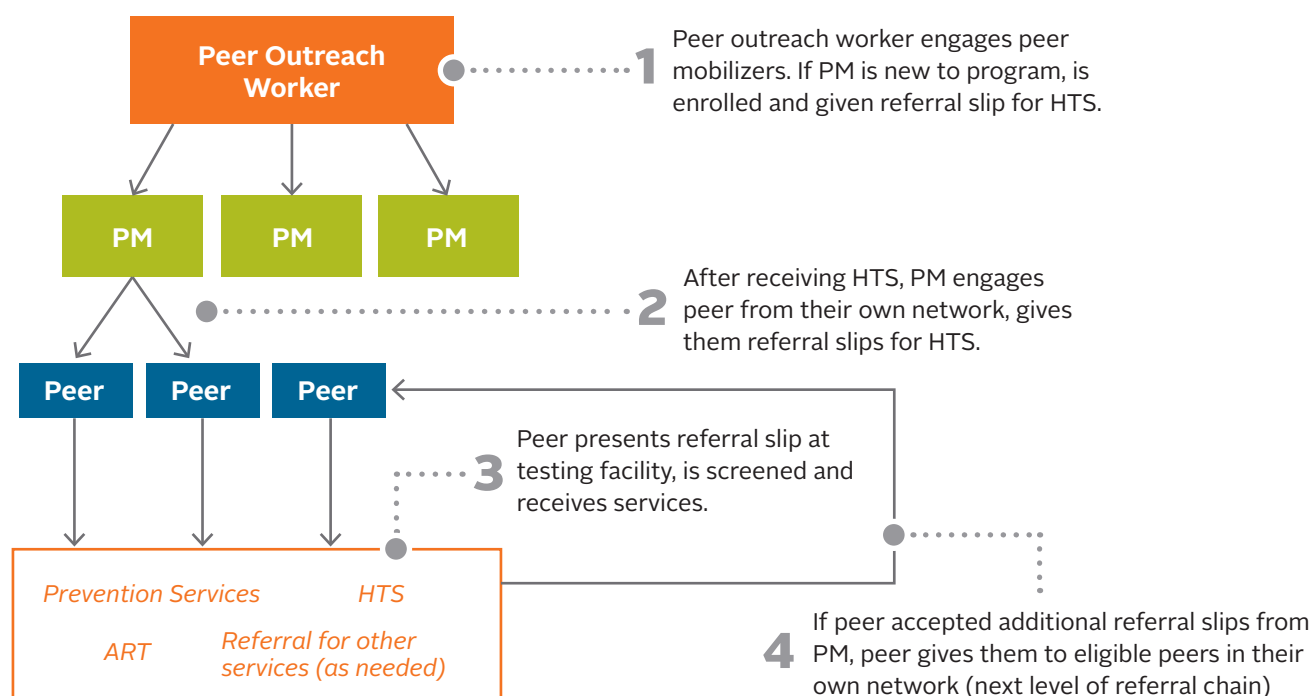 Peer Outreach
Worker
1
Peer outreach worker engages peer
mobilizers. If PM is new to program, is
enrolled and given referral slip for HTS.
PM
PM
PM
2
After receiving HTS, PM engages
peer from their own network, gives
them referral slips for HTS.
Peer
Peer
Peer
3
Peer presents referral slip at
testing facility, is screened and
receives services.
Prevention Services
HTS
ART
Referral for other
services (as needed)
4
If peer accepted additional referral slips from
PM, peer gives them to eligible peers in their
own network (next level of referral chain)